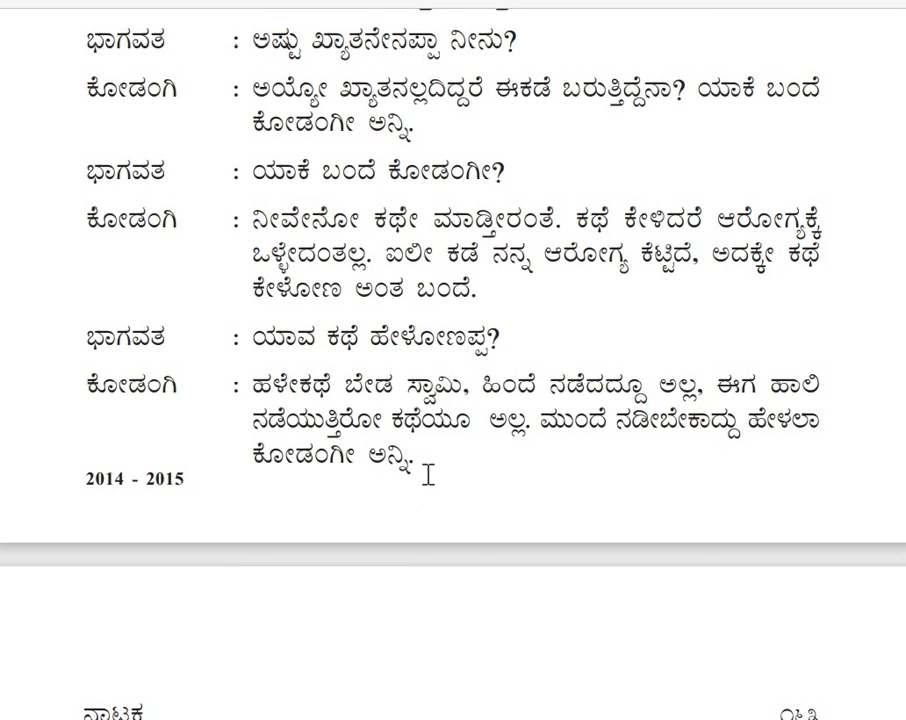 ಭಾಗವತ : ಅಷ್ಟು ಖ್ಯಾತನೇನಪ್ಪಾ ನೀನು?
ಕೋಡಂಗಿ : ಅಯ್ಯೋ ಖ್ಯಾತನಲ್ಲದಿದ್ದರೆ ಈಕಡೆ ಬರುತ್ತಿದ್ದೆನಾ? ಯಾಕೆ ಬಂದೆ
ಕೋಡಂಗೀ ಅನ್ನಿ.
ಭಾಗವತ : ಯಾಕೆ ಬಂದೆ ಕೋಡಂಗೀ?
ಕೋಡಂಗಿ : ನೀವೇನೋ ಕಥೇ ಮಾಡ್ತೀರಂತೆ. ಕಥೆ ಕೇಳಿದರೆ ಆರೋಗ್ಯಕ್ಕೆ
ಒಳ್ಳೇದಂತಲ್ಲ. ಐಲೀ ಕಡೆ ನನ್ನ ಆರೋಗ್ಯ ಕೆಟ್ಟಿದೆ, ಅದಕ್ಕೇ ಕಥೆ
ಕೇಳೋಣ ಅಂತ ಬಂದೆ.
ಭಾಗವತ : ಯಾವ ಕಥೆ ಹೇಳೋಣಪ್ಪ?
ಕೋಡಂಗಿ : ಹಳೇಕಥೆ ಬೇಡ ಸ್ವಾಮಿ, ಹಿಂದೆ ನಡೆದದ್ದೂ ಅಲ್ಲ, ಈಗ ಹಾಲಿ
ನಡೆಯುತ್ತಿರೋ ಕಥೆಯೂ ಅಲ್ಲ. ಮುಂದೆ ನಡೀಬೇಕಾದ್ದು ಹೇಳಲಾ
ಕೋಡಂಗೀ ಅನ್ನಿ.
2014 - 2015
ನಾಟಕ